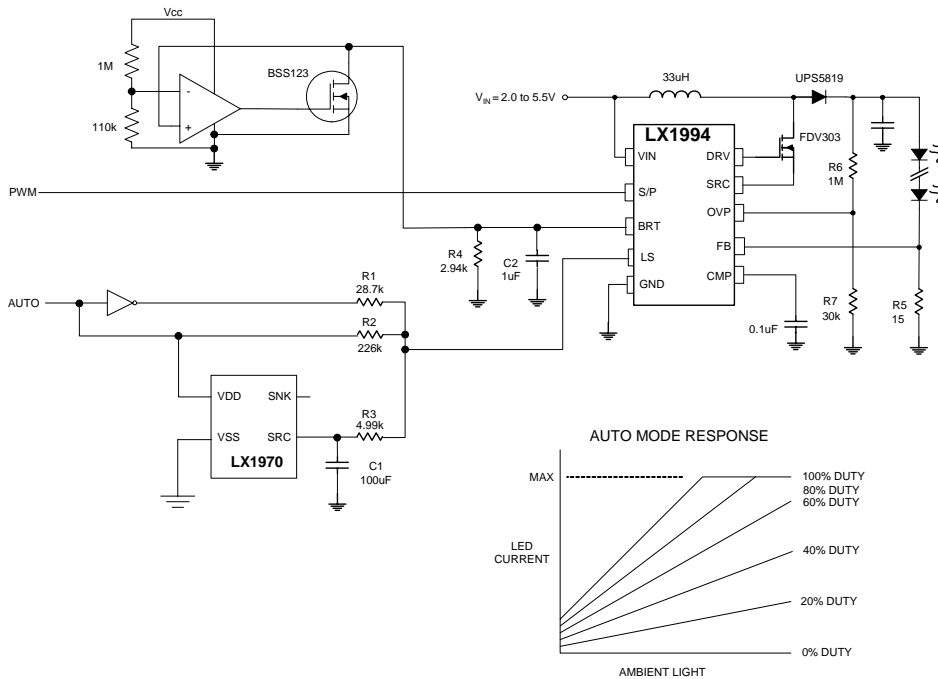 Vcc
1M
110k
-
+
BSS123
VIN = 2.0 to 5.5V
33uH
UPS5819
FDV303
LX1994
VIN
S/P
BRT
LS
GND
DRV
SRC
OVP
FB
CMP
R6
1M
R7
30k
R5
15
0.1uF
PWM
R4
2.94k
C2
1uF
AUTO
R1
28.7k
R2
226k
R3
4.99k
VDD
SNK
VSS
SRC
LX1970
C1
100uF
AUTO MODE RESPONSE
MAX
LED
CURRENT
100% DUTY
80% DUTY
60% DUTY
40% DUTY
20% DUTY
0% DUTY
AMBIENT LIGHT